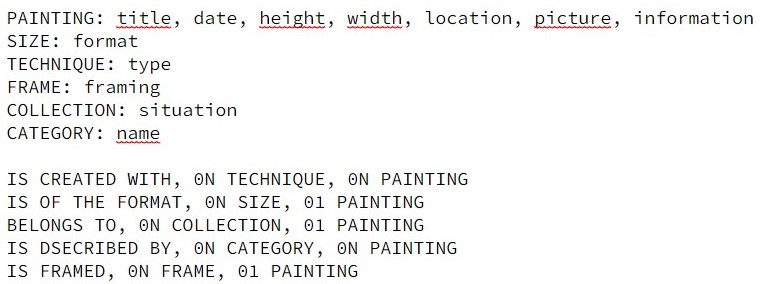 PAINTING: title, date, height, width, location, picture, information
SIZE: format
TECHNIQUE: type
FRAME: framing
COLLECTION: situation
CATEGORY: name
IS CREATED WITH, 0N TECHNIQUE, 0N PAINTING
IS OF THE FORMAT, 0N SIZE, 01 PAINTING
BELONGS TO, 0N COLLECTION, 01 PAINTING
IS DSECRIBED BY, 0N CATEGORY, 0N PAINTING
IS FRAMED, 0N FRAME, 01 PAINTING